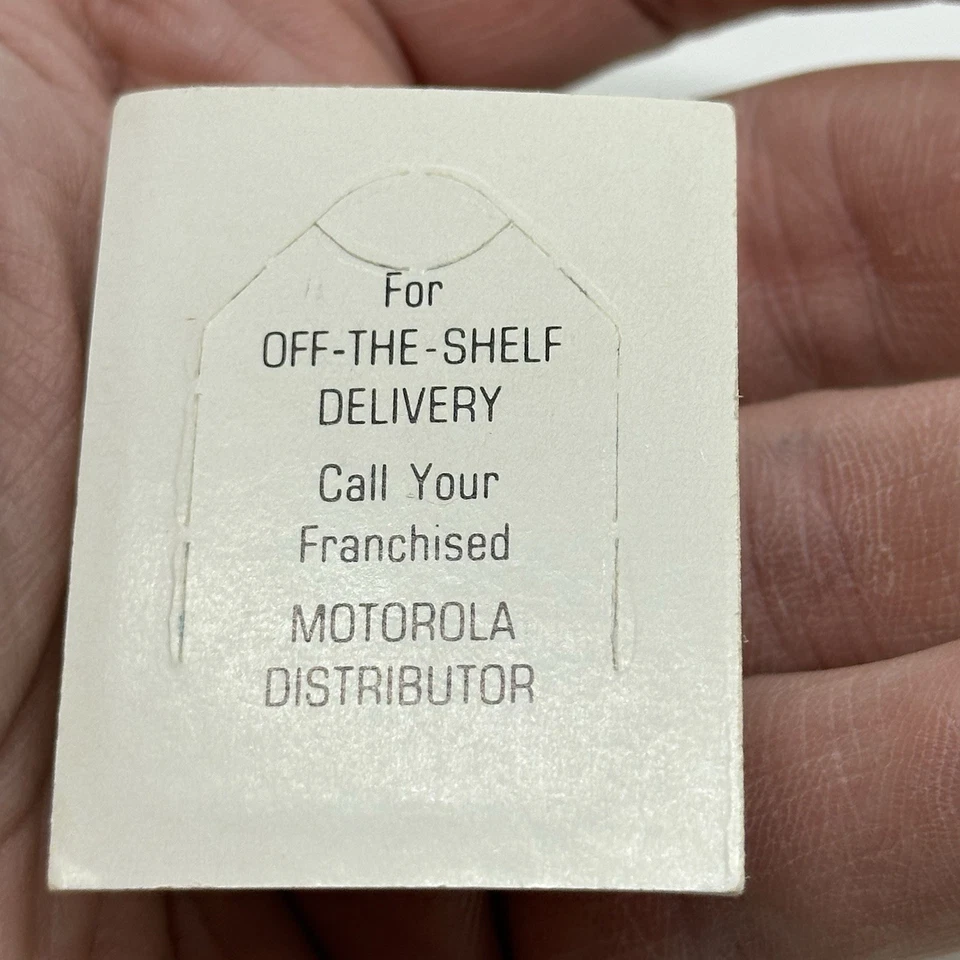 For
OFF-THE-SHELF
DELIVERY
Call Your
Franchised
MOTOROLA
DISTRIBUTOR